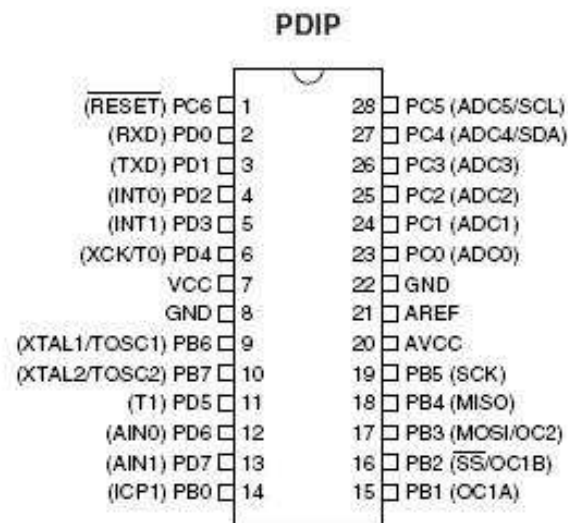 PDIP
(RESET) PC6 1 28 PC5 (ADC5/SCL)
(RXD) PD0 2 27 PC4 (ADC4/SDA)
(TXD) PD1 3 26 PC3 (ADC3)
(INT0) PD2 4 25 PC2 (ADC2)
(INT1) PD3 5 24 PC1 (ADC1)
(XCK/T0) PD4 6 23 PC0 (ADC0)
VCC 7 22 GND
GND 8 21 AREF
(XTAL1/TOSC1) PB6 9 20 AVCC
(XTAL2/TOSC2) PB7 10 19 PB5 (SCK)
(T1) PD5 11 18 PB4 (MISO)
(AIN0) PD6 12 17 PB3 (MOSI/OC2)
(AIN1) PD7 13 16 PB2 (SS/OC1B)
(ICP1) PB0 14 15 PB1 (OC1A)